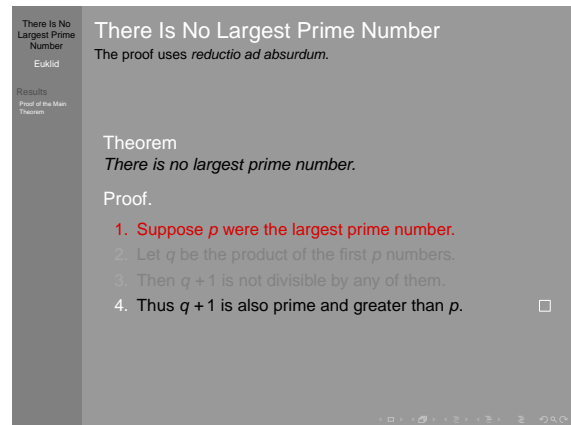 There Is No
Largest Prime
Number
Euklid
Results
Proof of the Main
Theorem
There Is No Largest Prime Number
The proof uses reductio ad absurdum.
Theorem
There is no largest prime number.
Proof.
1. Suppose p were the largest prime number.
2. Let q be the product of the first p numbers.
3. Then q + 1 is not divisible by any of them.
4. Thus q + 1 is also prime and greater than p.